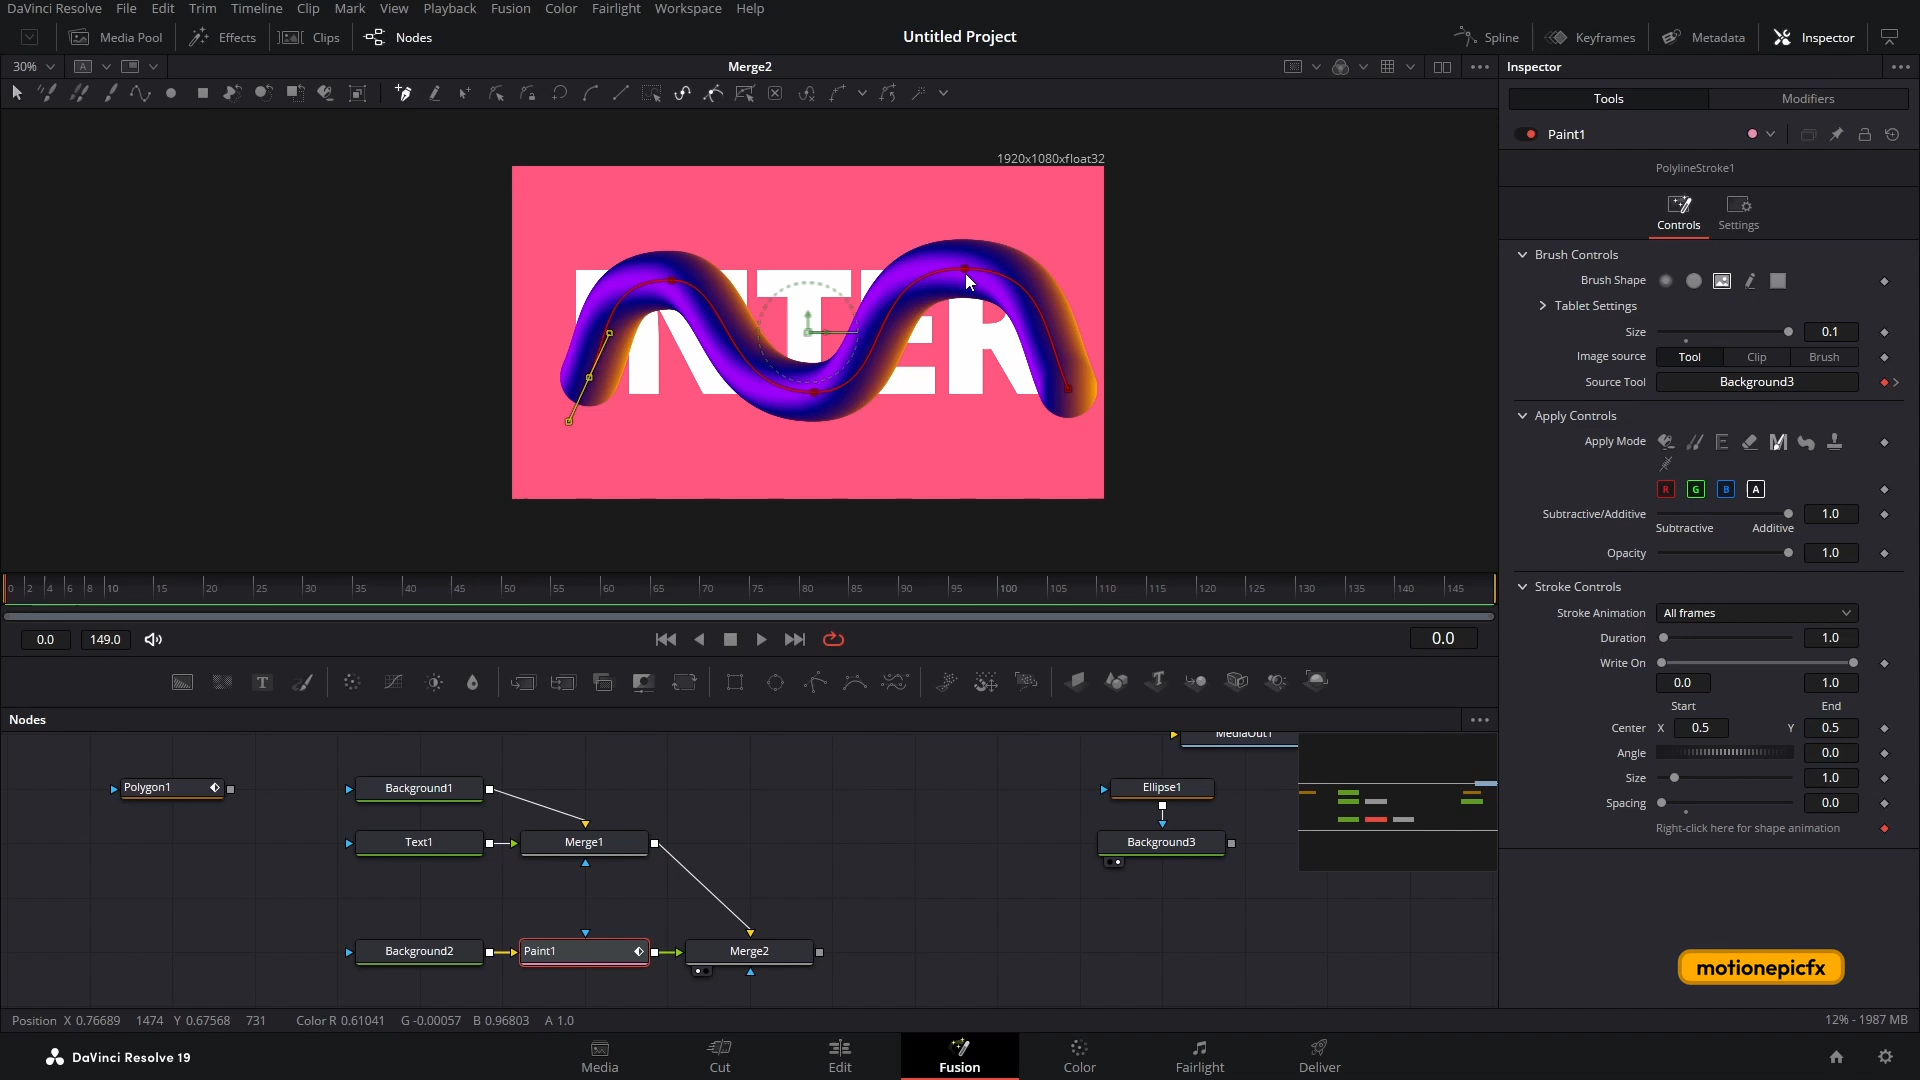 DaVinci Resolve File Edit Trim Timeline Clip Mark View Playback Fusion Color Fairlight Workspace Help
Media Pool Effects Clips Nodes Untitled Project Spline Keyframes Metadata Inspector
30% A Merge2 Inspector
Tools Modifiers
Paint1
1920x1080xfloat32
PolylineStroke1
Controls Settings
Brush Controls
Brush Shape
Tablet Settings
Size 0.1
Image source Tool Clip Brush
Source Tool Background3
Apply Controls
Apply Mode
R G B A
Subtractive/Additive 1.0
Subtractive Additive
Opacity 1.0
Stroke Controls
Stroke Animation All frames
Duration 1.0
Write On
0.0 1.0
Start End
Center X 0.5 Y 0.5
Angle 0.0
Size 1.0
Spacing 0.0
Right-click here for shape animation
0 2 4 6 8 10 15 20 25 30 35 40 45 50 55 60 65 70 75 80 85 90 95 100 105 110 115 120 125 130 135 140 145
0.0 149.0 0.0
T
Nodes
MediaOut1
Polygon1 Background1 Ellipse1
Text1 Merge1 Background3
Background2 Paint1 Merge2
motionepicfx
Position X 0.76689 1474 Y 0.67568 731 Color R 0.61041 G -0.00057 B 0.96803 A 1.0 12% - 1987 MB
DaVinci Resolve 19 Media Cut Edit Fusion Color Fairlight Deliver